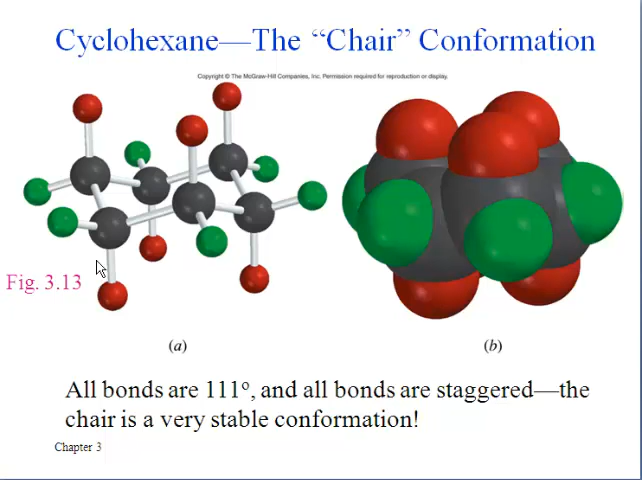 Cyclohexane—The “Chair” Conformation
Copyright © The McGraw-Hill Companies, Inc. Permission required for reproduction or display.
Fig. 3.13
(a)
(b)
All bonds are 111º, and all bonds are staggered—the
chair is a very stable conformation!
Chapter 3